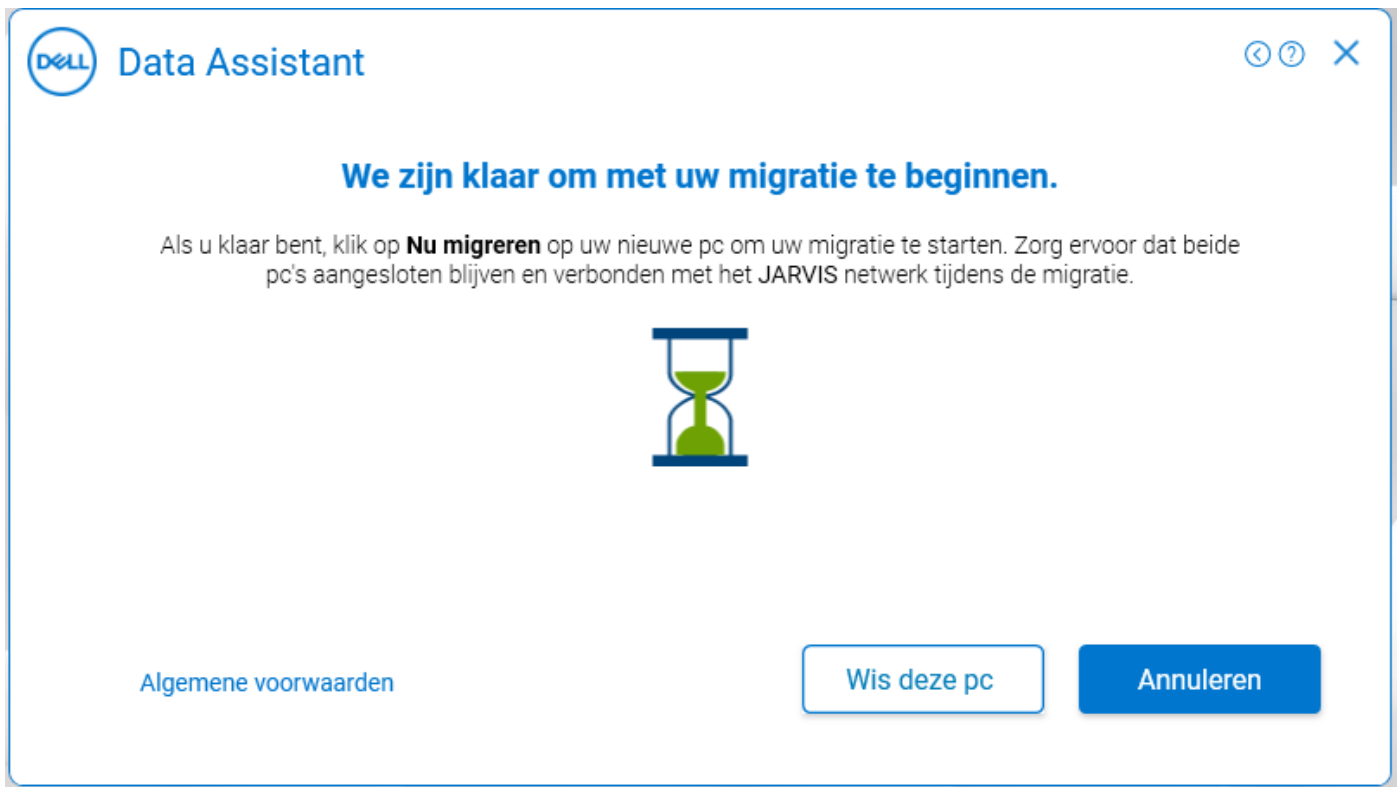 DELL
Data Assistant
We zijn klaar om met uw migratie te beginnen.
Als u klaar bent, klik op Nu migreren op uw nieuwe pc om uw migratie te starten. Zorg ervoor dat beide
pc's aangesloten blijven en verbonden met het JARVIS netwerk tijdens de migratie.
Algemene voorwaarden
Wis deze pc
Annuleren